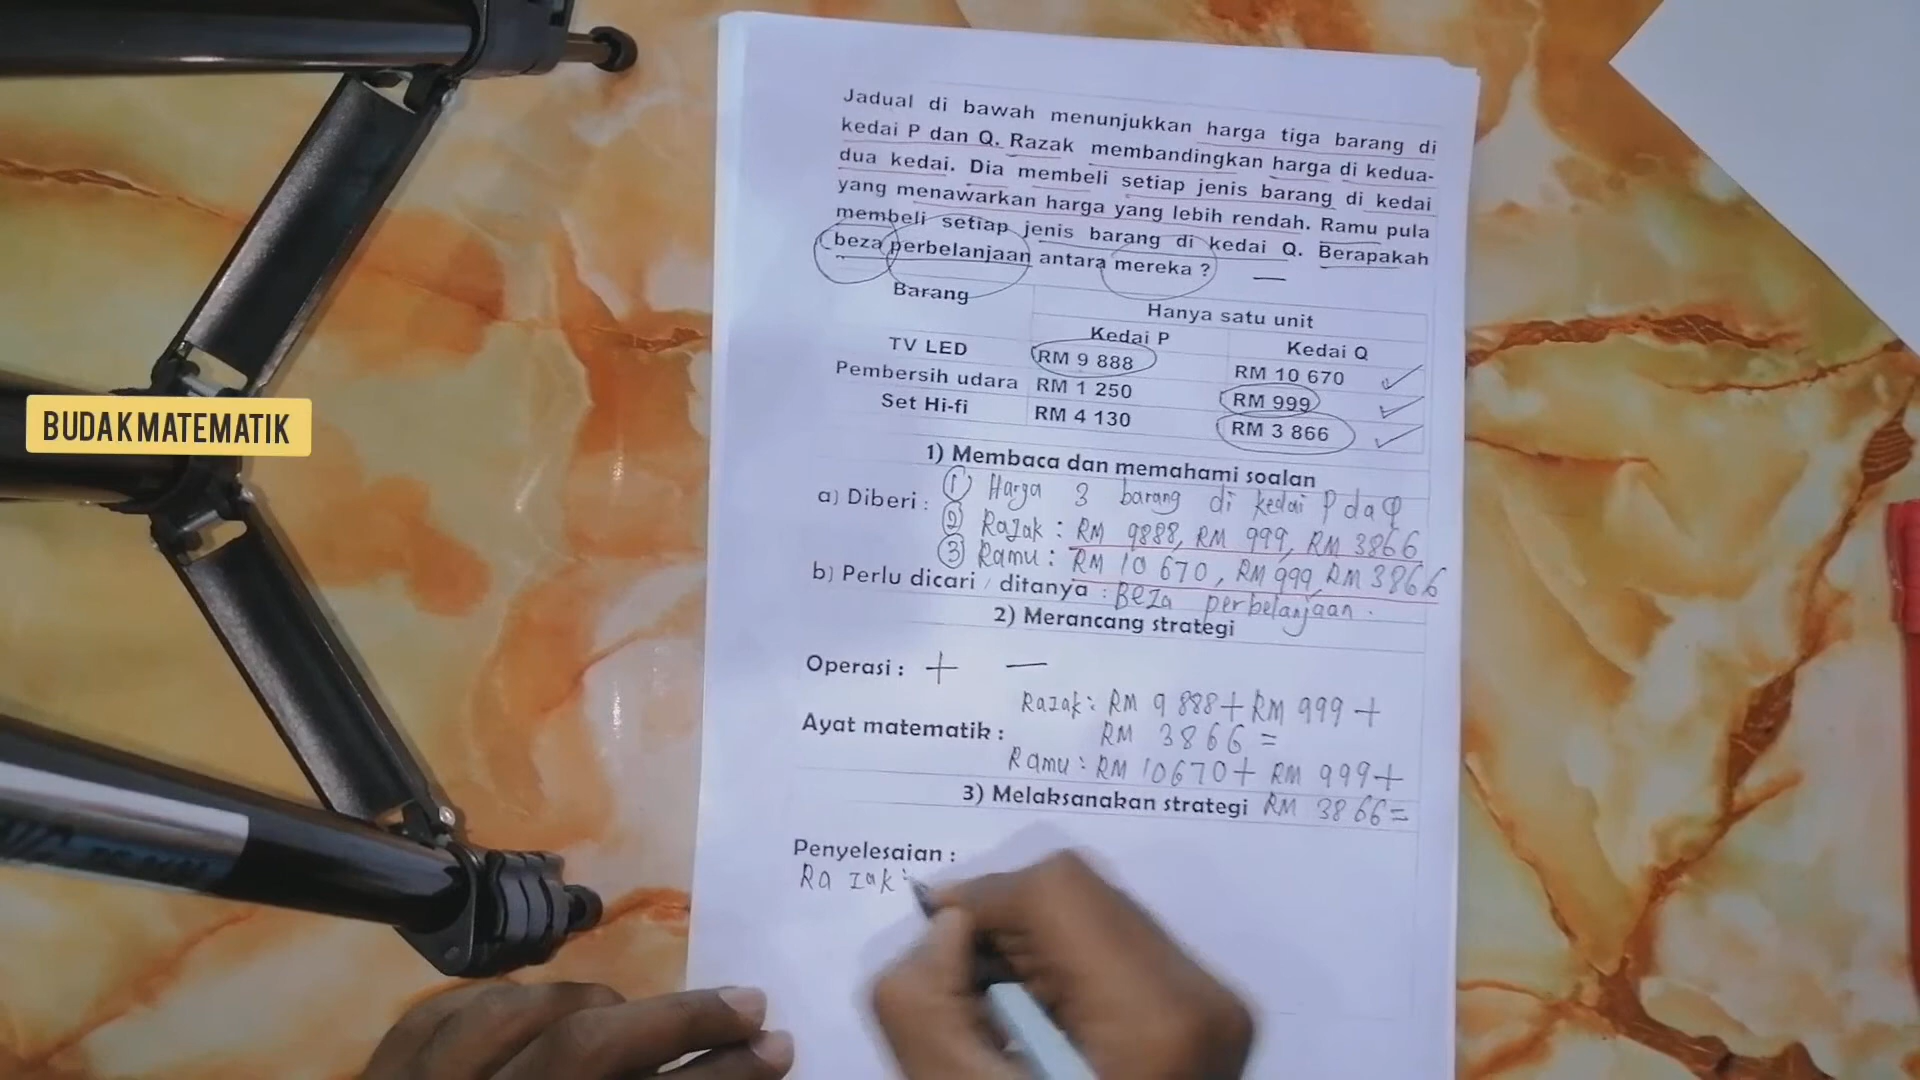 BUDAK MATEMATIK
Jadual di bawah menunjukkan harga tiga barang di
kedai P dan Q. Razak membandingkan harga di kedua-
dua kedai. Dia membeli setiap jenis barang di kedai
yang menawarkan harga yang lebih rendah. Ramu pula
membeli setiap jenis barang di kedai Q. Berapakah
beza perbelanjaan antara mereka ?
Barang Hanya satu unit
Kedai P Kedai Q
TV LED RM 9 888 RM 10 670
Pembersih udara RM 1 250 RM 999
Set Hi-fi RM 4 130 RM 3 866
1) Membaca dan memahami soalan
a) Diberi : ① Harga 3 barang di kedai P da Q
② Razak : RM 9888, RM 999, RM 3866
③ Ramu : RM 10 670, RM 999, RM 3866
b) Perlu dicari / ditanya : Beza perbelanjaan .
2) Merancang strategi
Operasi : + −
Razak : RM 9 888 + RM 999 +
Ayat matematik : RM 3866 =
Ramu : RM 10670 + RM 999 +
3) Melaksanakan strategi RM 3866 =
Penyelesaian :
Razak :